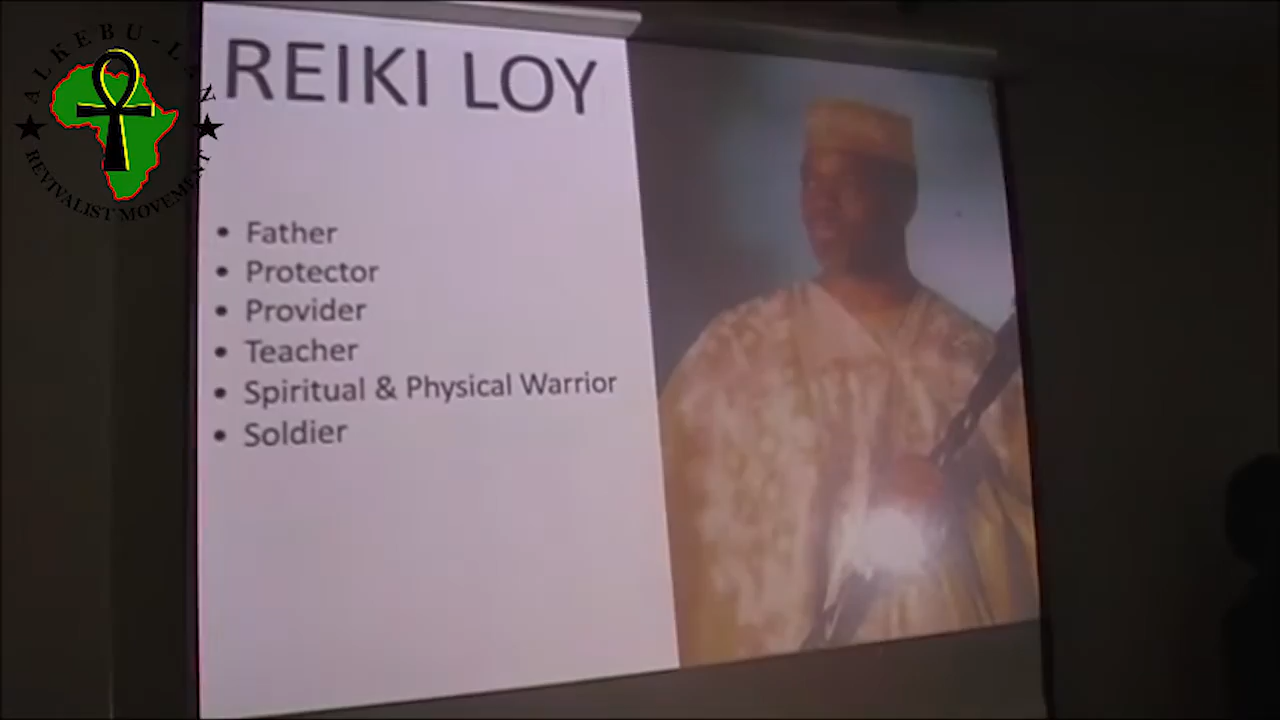 ALKEBU-LAN
REVIVALIST MOVEMENT
REIKI LOY
• Father
• Protector
• Provider
• Teacher
• Spiritual & Physical Warrior
• Soldier